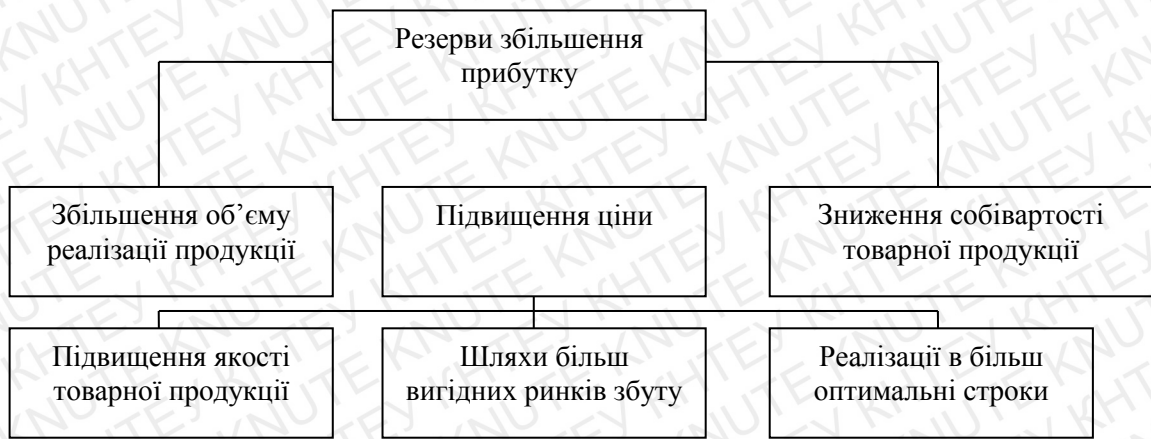 Резерви збільшення
прибутку
Збільшення об’єму
реалізації продукції
Підвищення ціни
Зниження собівартості
товарної продукції
Підвищення якості
товарної продукції
Шляхи більш
вигідних ринків збуту
Реалізації в більш
оптимальні строки